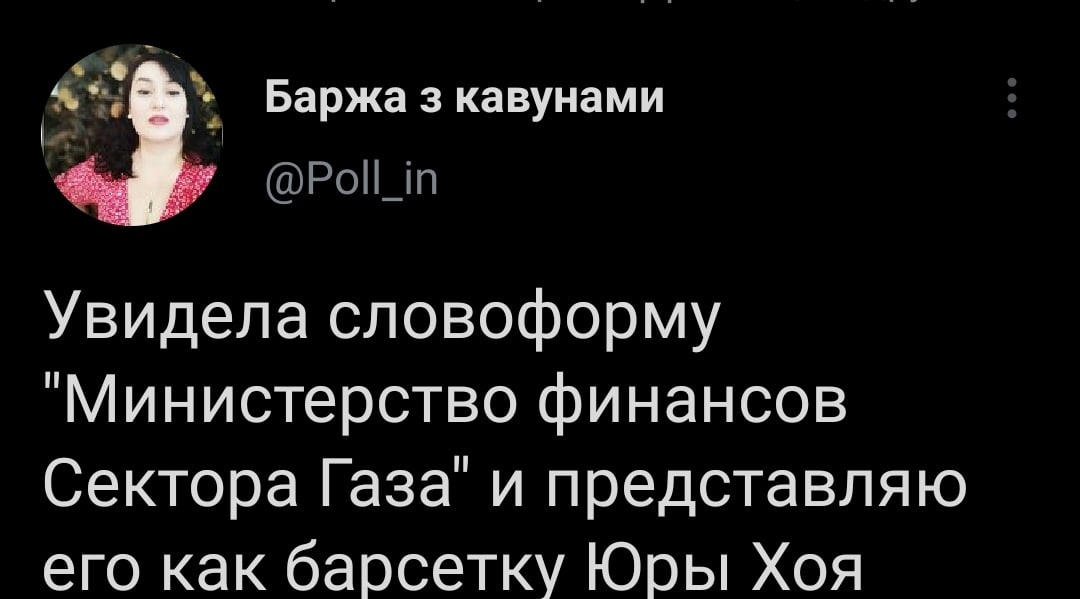 Баржа з кавунами
@Poll_in
Увидела словоформу
"Министерство финансов
Сектора Газа" и представляю
его как барсетку Юры Хоя